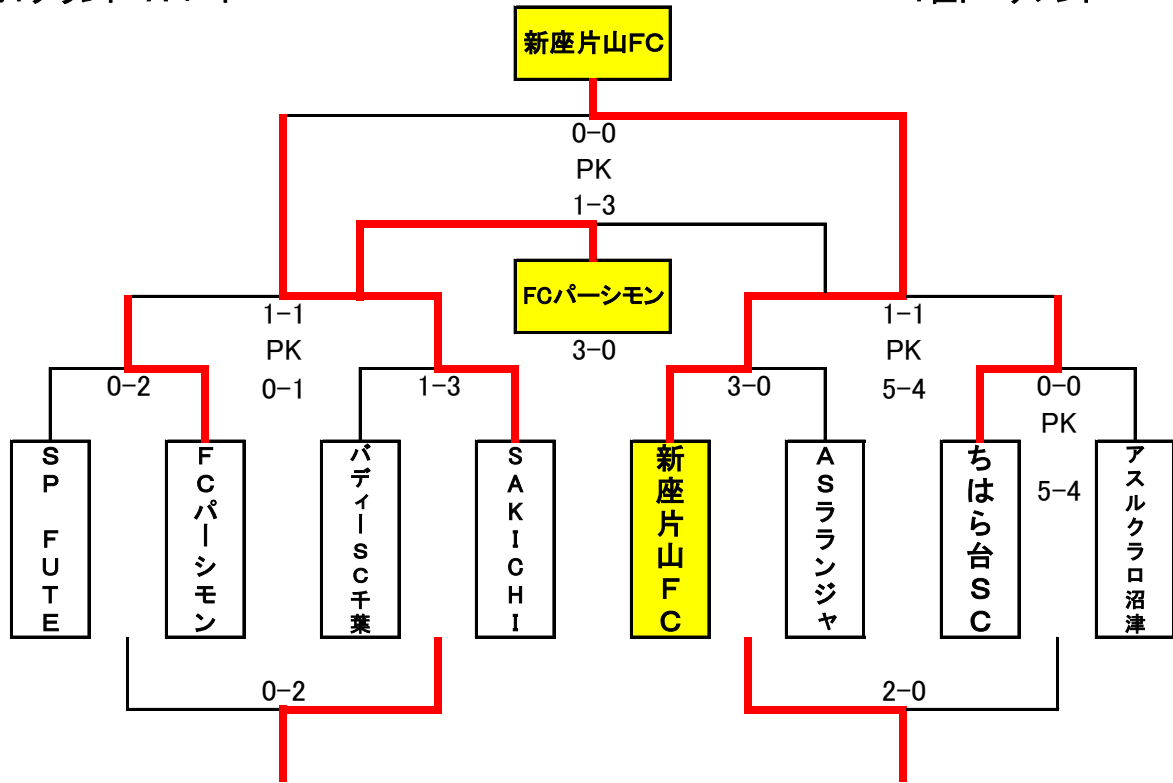 新座片山FC
0-0
PK
1-3
FCパーシモン
3-0
1-1
PK
0-1
1-1
PK
5-4
0-2
1-3
3-0
0-0
PK
5-4
SP FUTE
FCパーシモン
バディーSC千葉
SAKICHI
新座片山FC
ASラランジャ
ちはら台SC
アスルクラロ沼津
0-2
2-0